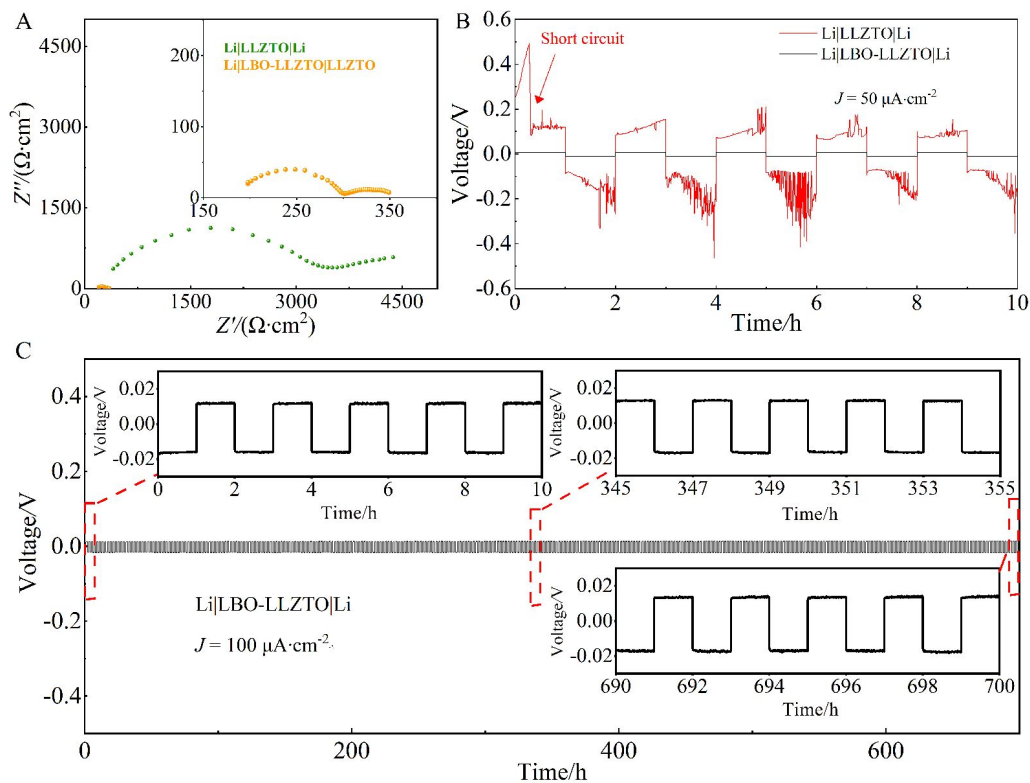 A
4500
3000
1500
0
Z''/(Ω·cm²)
0
1500
3000
4500
Z'/(Ω·cm²)
200
100
0
150
250
350
Li|LLZTO|Li
Li|LBO-LLZTO|LLZTO
B
0.6
0.4
0.2
0.0
-0.2
-0.4
-0.6
Voltage/V
0
2
4
6
8
10
Time/h
Short circuit
Li|LLZTO|Li
Li|LBO-LLZTO|Li
J = 50 μA·cm⁻²
C
0.4
0.2
0.0
-0.2
-0.4
Voltage/V
0
200
400
600
Time/h
Li|LBO-LLZTO|Li
J = 100 μA·cm⁻²
0.02
0.00
-0.02
Voltage/V
0
2
4
6
8
10
Time/h
0.02
0.00
-0.02
Voltage/V
345
347
349
351
353
355
Time/h
0.02
0.00
-0.02
Voltage/V
690
692
694
696
698
700
Time/h